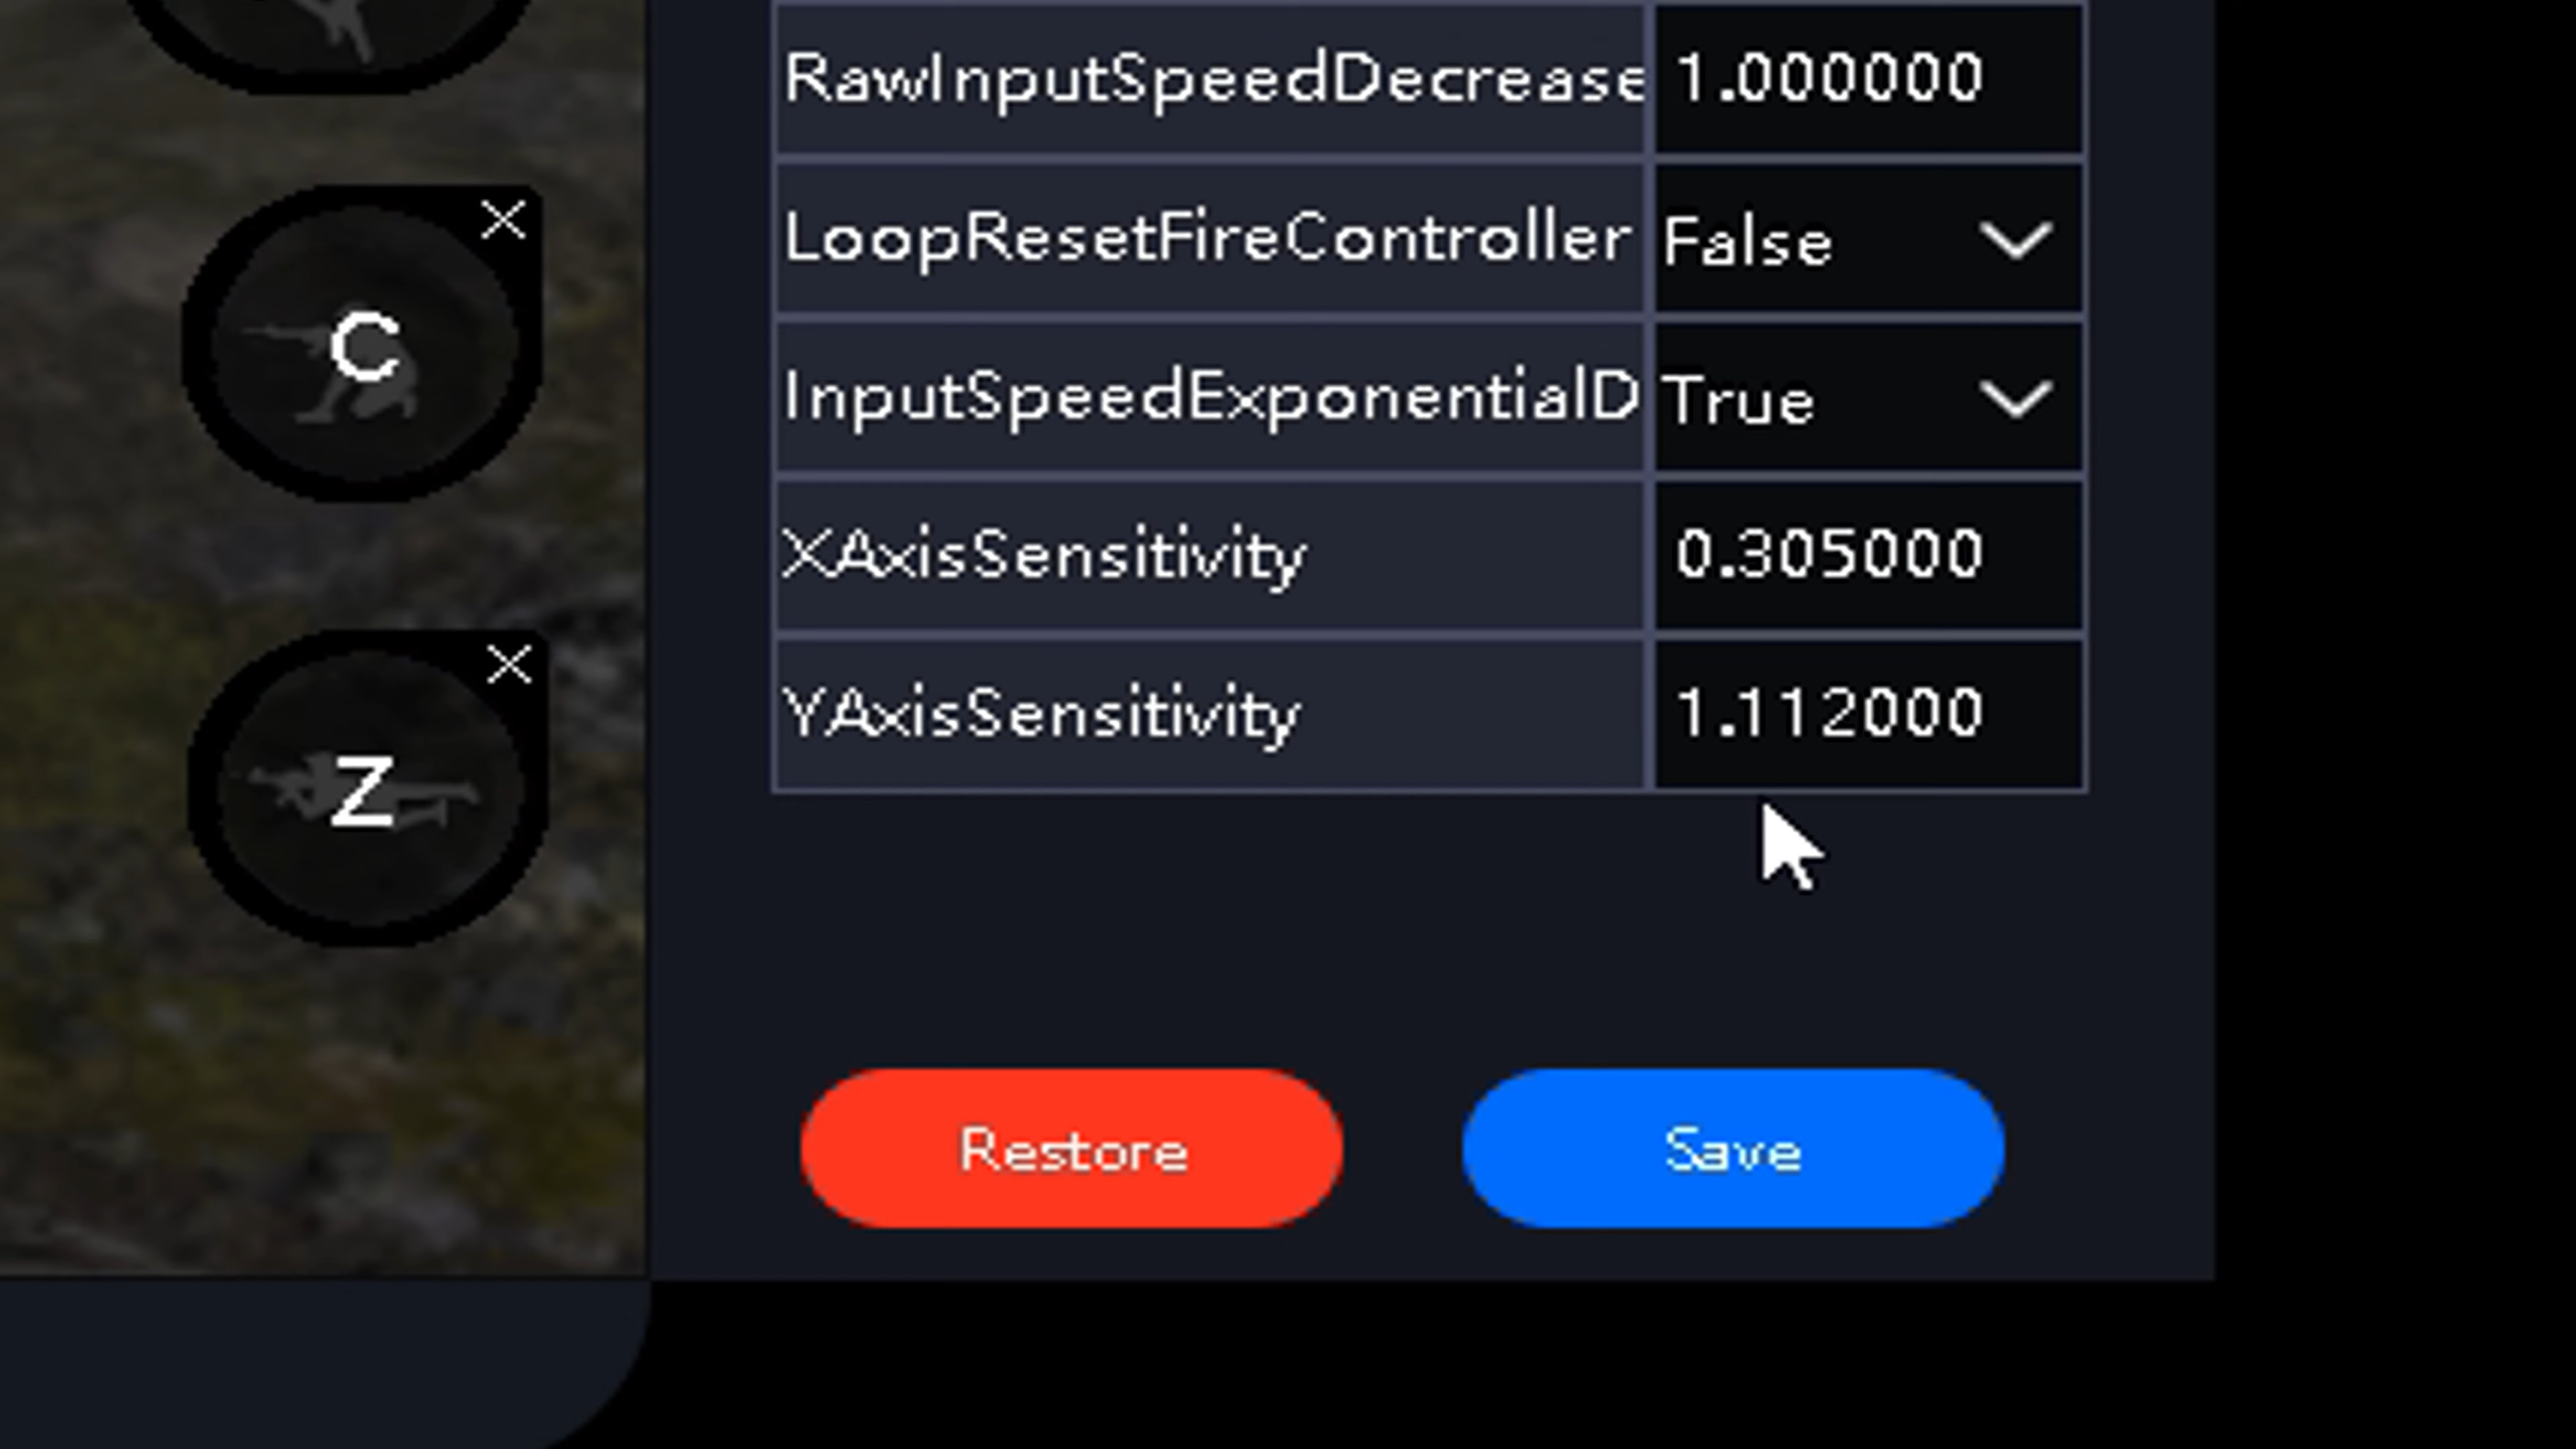 RawInputSpeedDecrease 1.000000
LoopResetFireController False
C
InputSpeedExponentialD True
XAxisSensitivity 0.305000
YAxisSensitivity 1.112000
Z
Restore Save